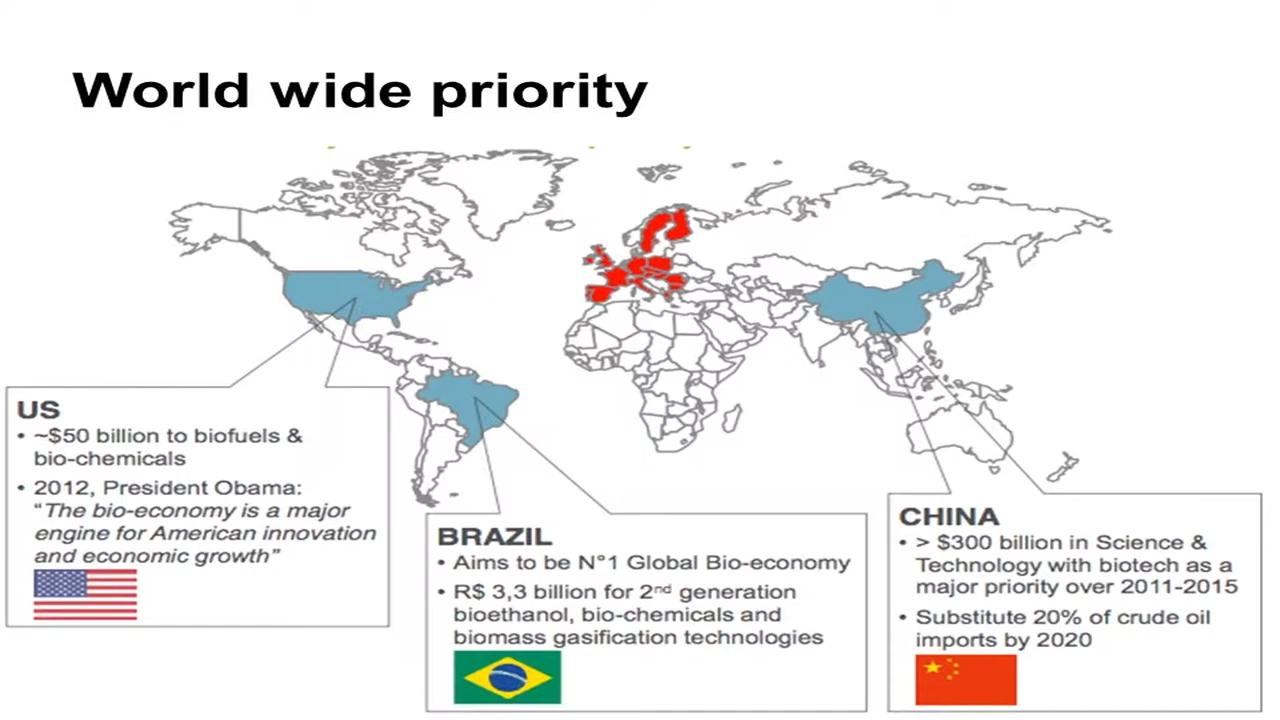 World wide priority
US
• ~$50 billion to biofuels &
bio-chemicals
• 2012, President Obama:
“The bio-economy is a major
engine for American innovation
and economic growth”
BRAZIL
• Aims to be N°1 Global Bio-economy
• R$ 3,3 billion for 2nd generation
bioethanol, bio-chemicals and
biomass gasification technologies
CHINA
• > $300 billion in Science &
Technology with biotech as a
major priority over 2011-2015
• Substitute 20% of crude oil
imports by 2020